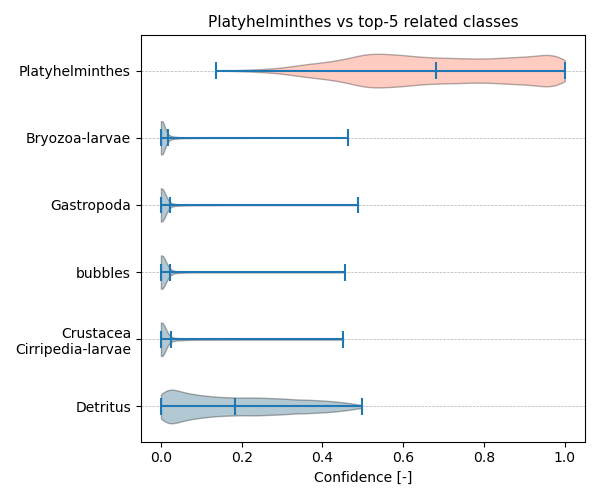 Platyhelminthes vs top-5 related classes
Platyhelminthes
Bryozoa-larvae
Gastropoda
bubbles
Crustacea
Cirripedia-larvae
Detritus
0.0 0.2 0.4 0.6 0.8 1.0
Confidence [-]